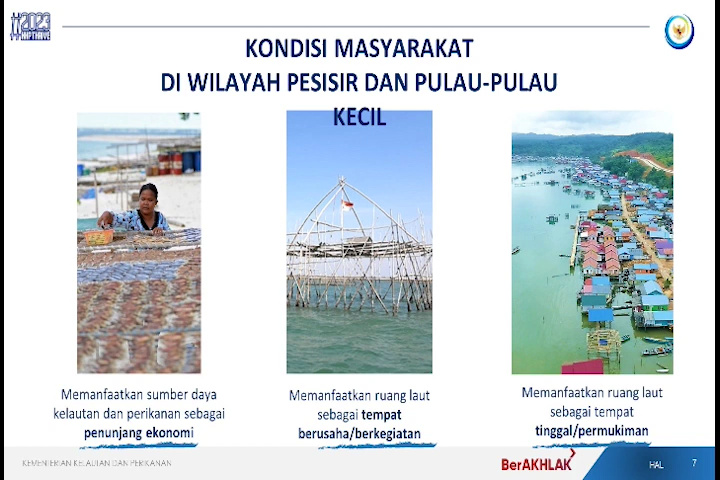 #2023
KONDISI MASYARAKAT
DI WILAYAH PESISIR DAN PULAU-PULAU
KECIL
Memanfaatkan sumber daya
kelautan dan perikanan sebagai
penunjang ekonomi
Memanfaatkan ruang laut
sebagai tempat
berusaha/berkegiatan
Memanfaatkan ruang laut
sebagai tempat
tinggal/permukiman
KEMENTERIAN KELAUTAN DAN PERIKANAN
BerAKHLAK
HAL 7